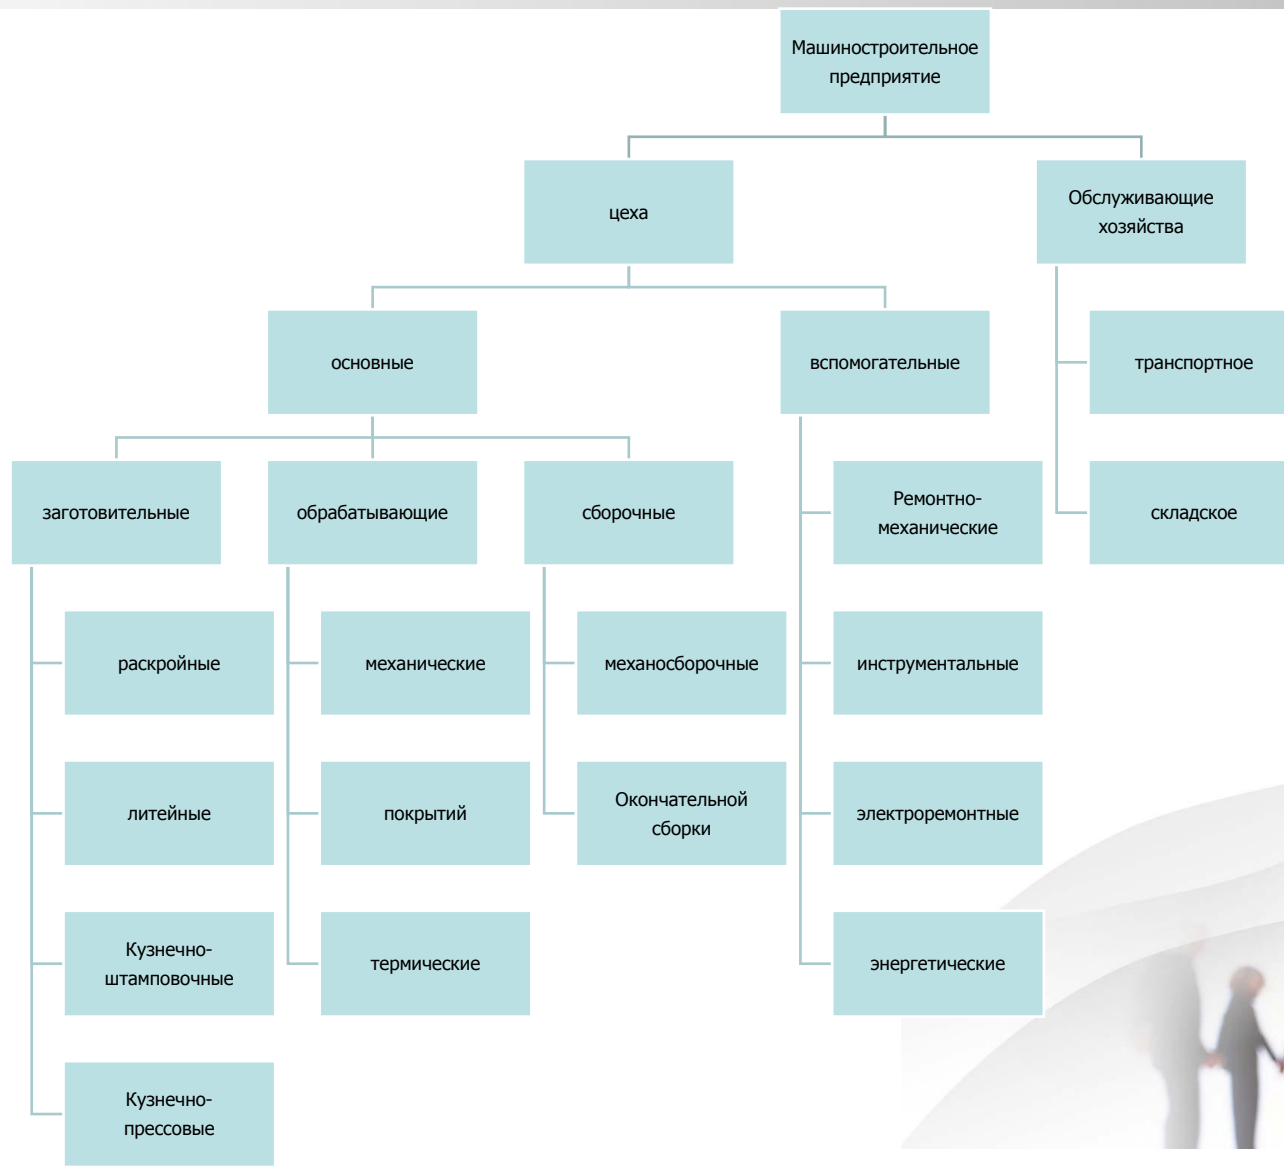 Машиностроительное
предприятие
цеха
Обслуживающие
хозяйства
основные
вспомогательные
транспортное
заготовительные
обрабатывающие
сборочные
Ремонтно-
механические
складское
раскройные
механические
механосборочные
инструментальные
литейные
покрытий
Окончательной
сборки
электроремонтные
Кузнечно-
штамповочные
термические
энергетические
Кузнечно-
прессовые